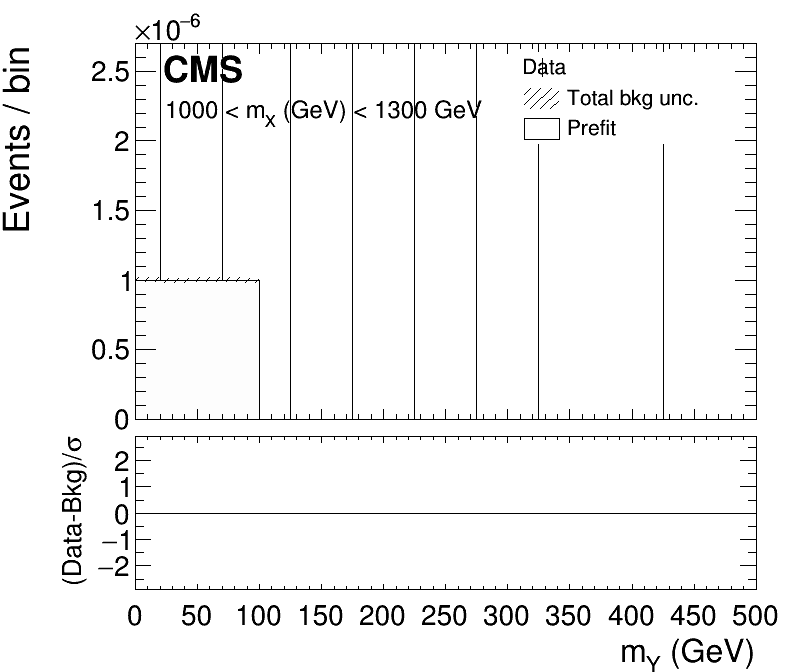 ×10⁻⁶
Events / bin
2.5
2
1.5
1
0.5
0
CMS
1000 < mX (GeV) < 1300 GeV
Data
Total bkg unc.
Prefit
(Data-Bkg)/σ
2
1
0
−1
−2
0 50 100 150 200 250 300 350 400 450 500
mY (GeV)